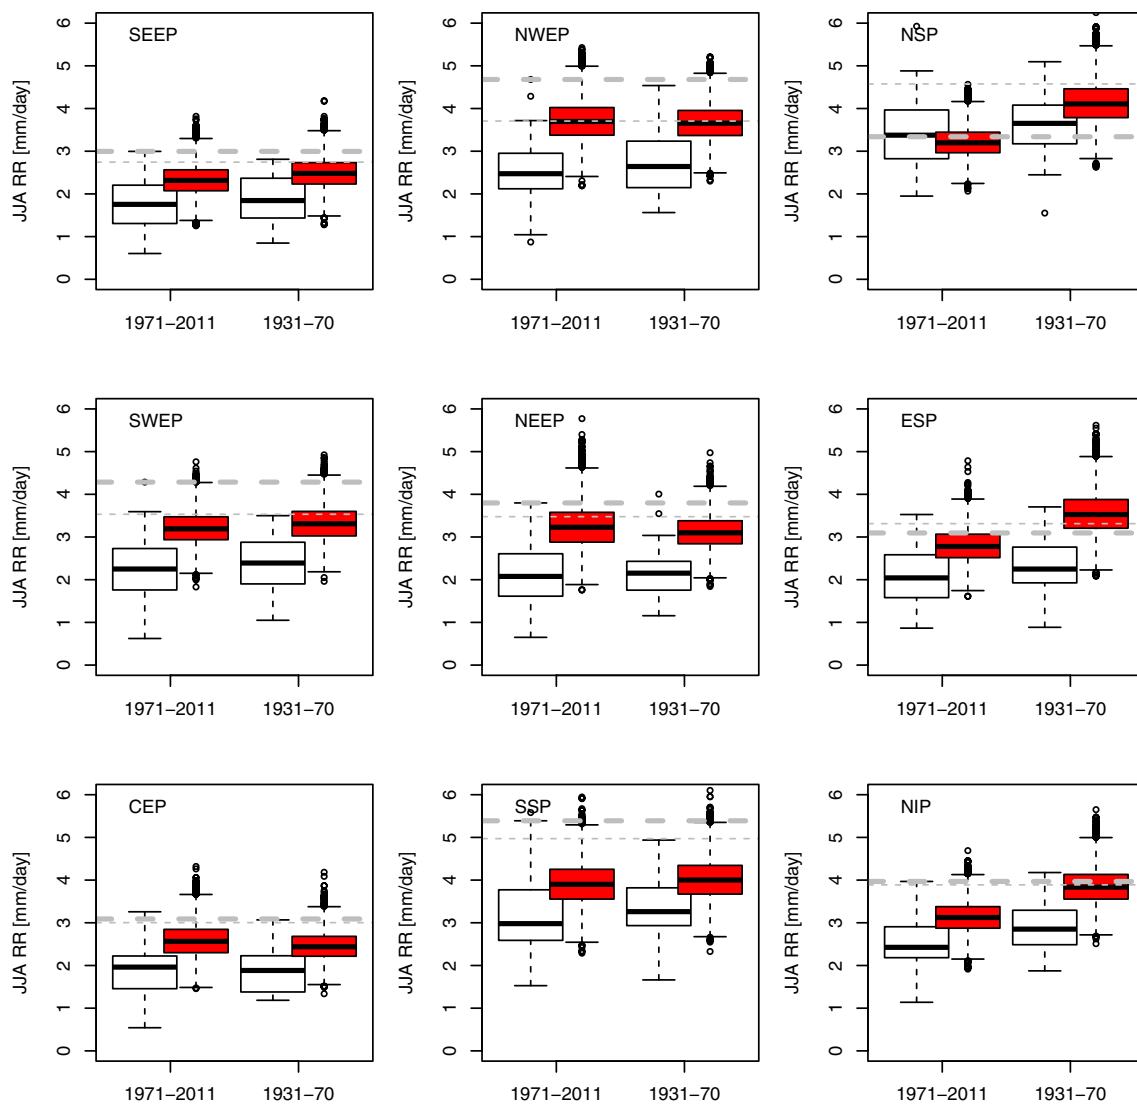 SEEP
JJA RR [mm/day]
0 1 2 3 4 5 6
1971−2011 1931−70
NWEP
JJA RR [mm/day]
0 1 2 3 4 5 6
1971−2011 1931−70
NSP
JJA RR [mm/day]
0 1 2 3 4 5 6
1971−2011 1931−70
SWEP
JJA RR [mm/day]
0 1 2 3 4 5 6
1971−2011 1931−70
NEEP
JJA RR [mm/day]
0 1 2 3 4 5 6
1971−2011 1931−70
ESP
JJA RR [mm/day]
0 1 2 3 4 5 6
1971−2011 1931−70
CEP
JJA RR [mm/day]
0 1 2 3 4 5 6
1971−2011 1931−70
SSP
JJA RR [mm/day]
0 1 2 3 4 5 6
1971−2011 1931−70
NIP
JJA RR [mm/day]
0 1 2 3 4 5 6
1971−2011 1931−70